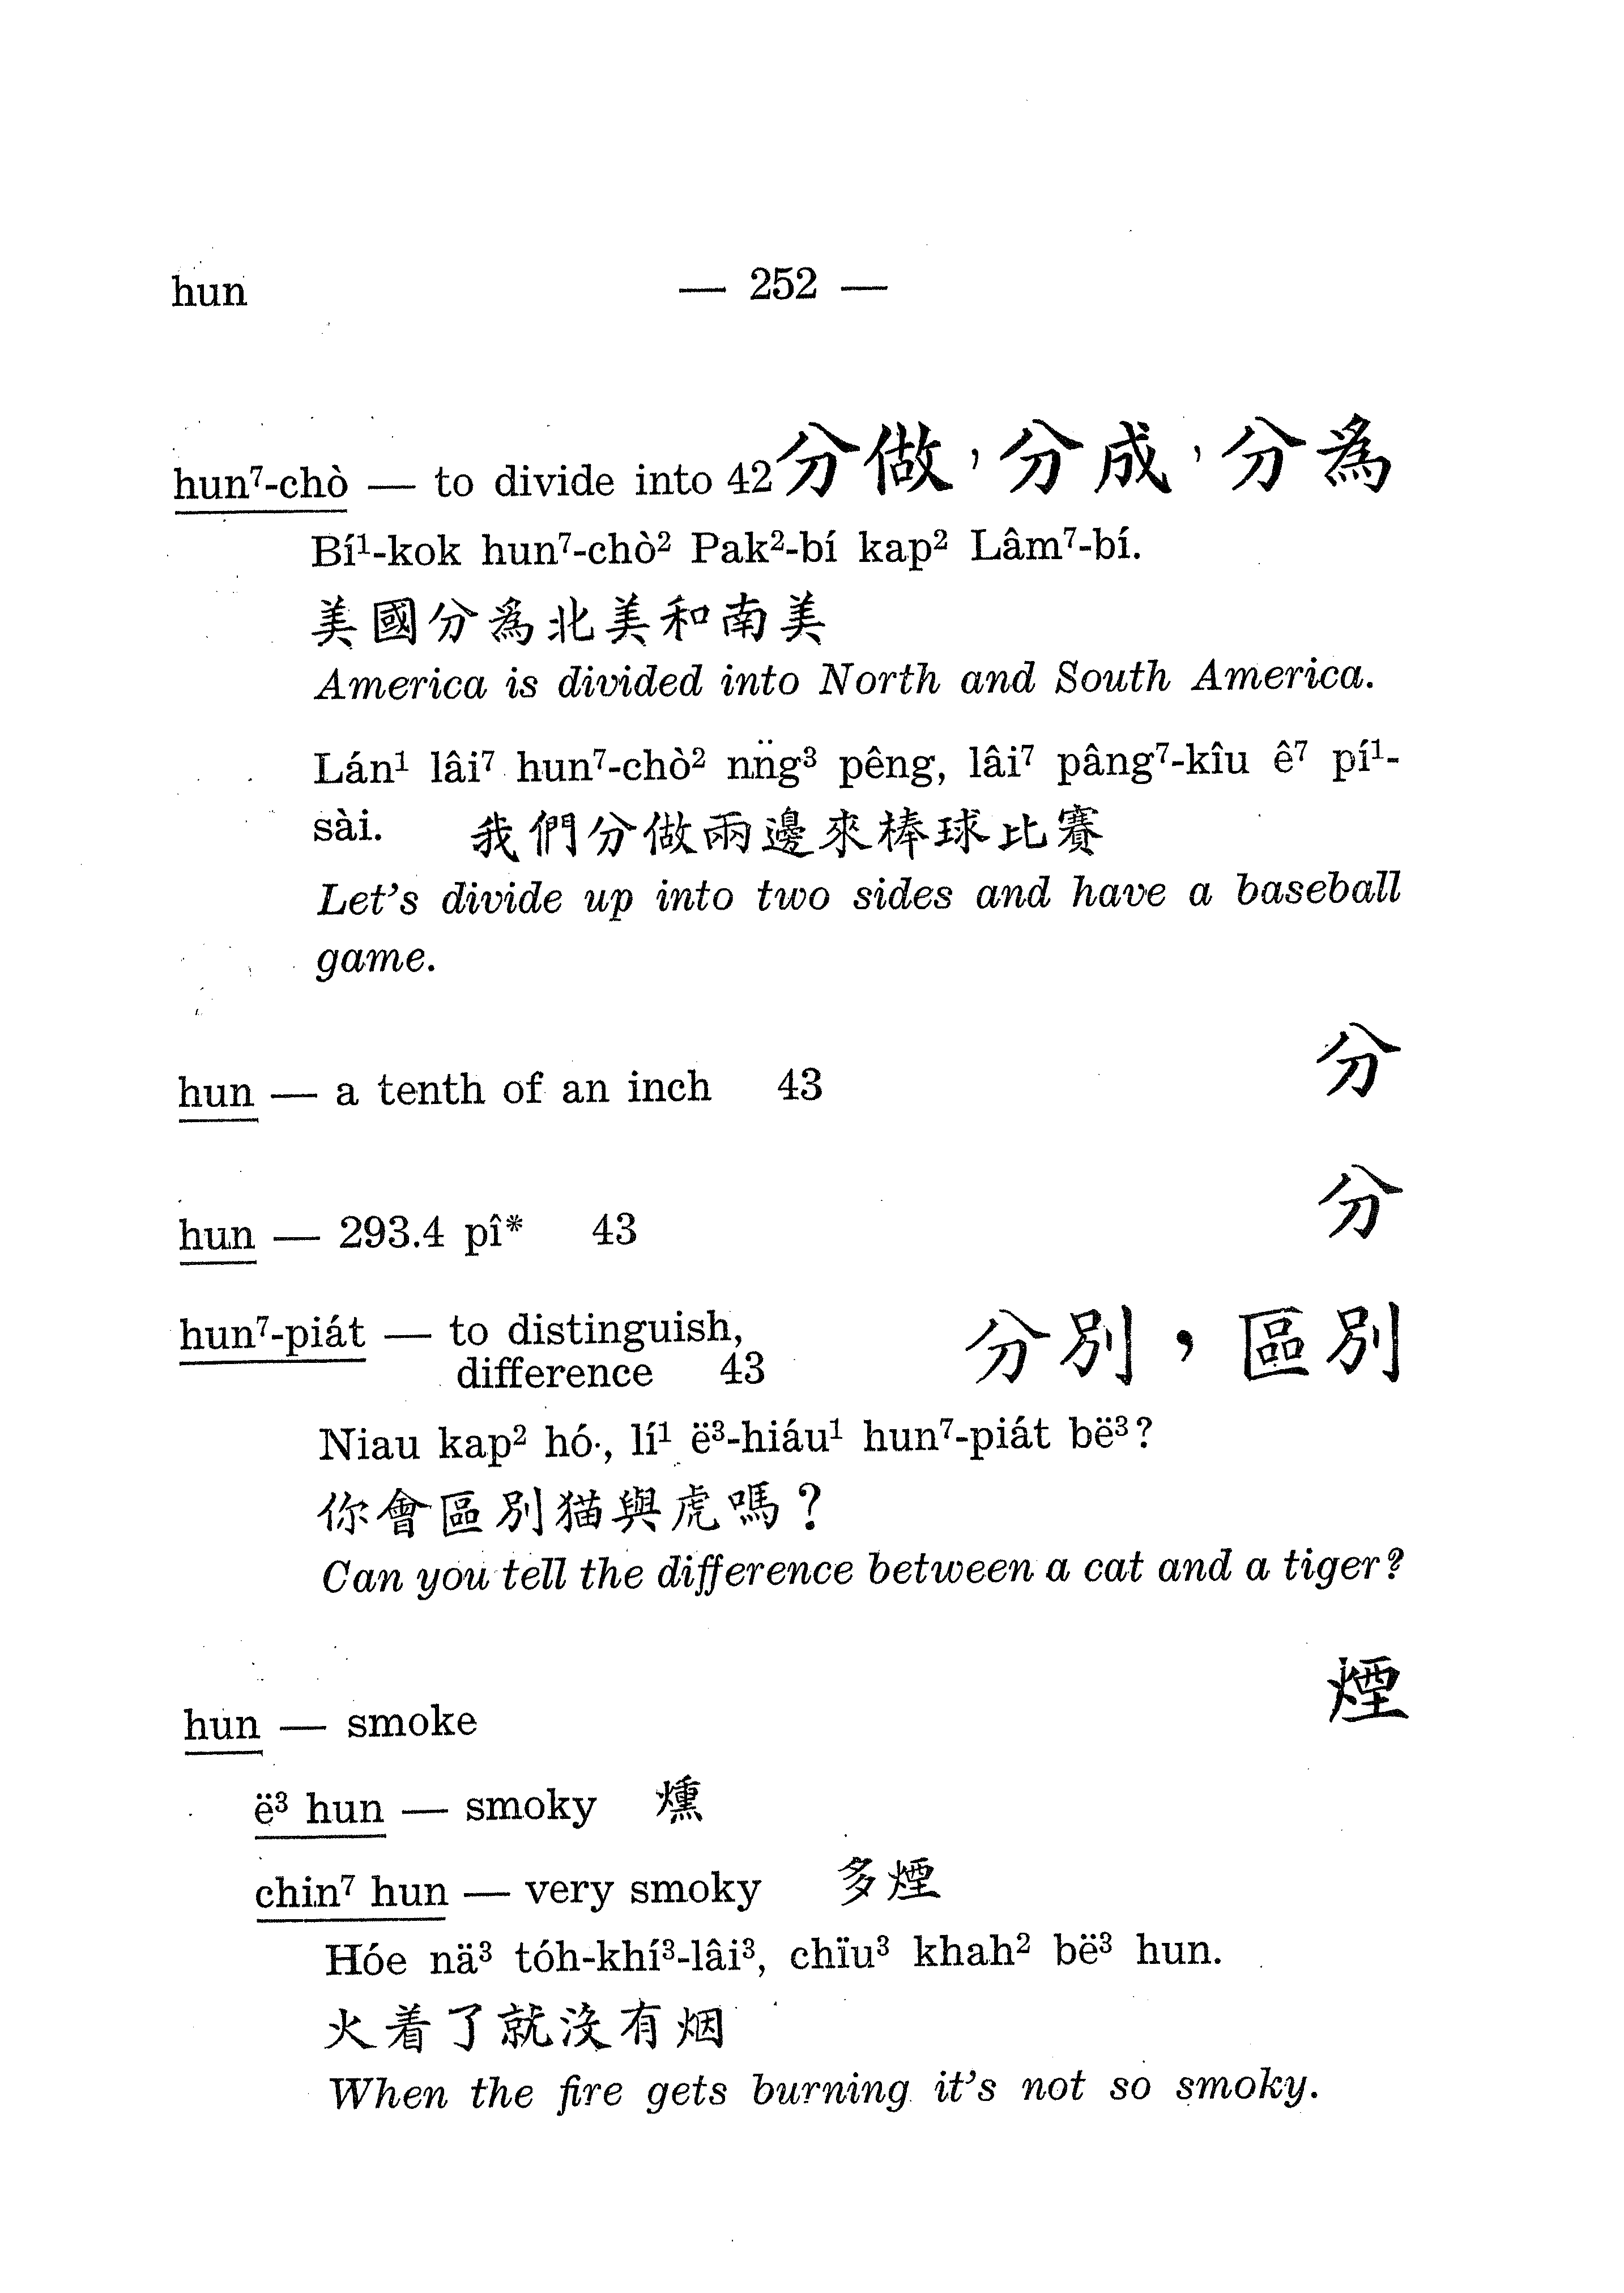 hun — 252 —
hun⁷-chò — to divide into 42 分做，分成，分為
Bí¹-kok hun⁷-chò² Pak²-bí kap² Lâm⁷-bí.
美國分為北美和南美
America is divided into North and South America.
Lán¹ lâi⁷ hun⁷-chò² nn̈g³ pêng, lâi⁷ pâng⁷-kîu ê⁷ pí¹-
sài. 我們分做兩邊來棒球比賽
Let's divide up into two sides and have a baseball
game.
hun — a tenth of an inch 43 分
hun — 293.4 pî* 43 分
hun⁷-piát — to distinguish, 分別，區別
difference 43
Niau kap² hó·, lí¹ ë³-hiáu¹ hun⁷-piát bë³?
你會區別猫與虎嗎？
Can you tell the difference between a cat and a tiger?
hun — smoke 煙
ë³ hun — smoky 燻
chin⁷ hun — very smoky 多煙
Hóe nä³ tóh-khí³-lâi³, chïu³ khah² bë³ hun.
火着了就沒有烟
When the fire gets burning it's not so smoky.